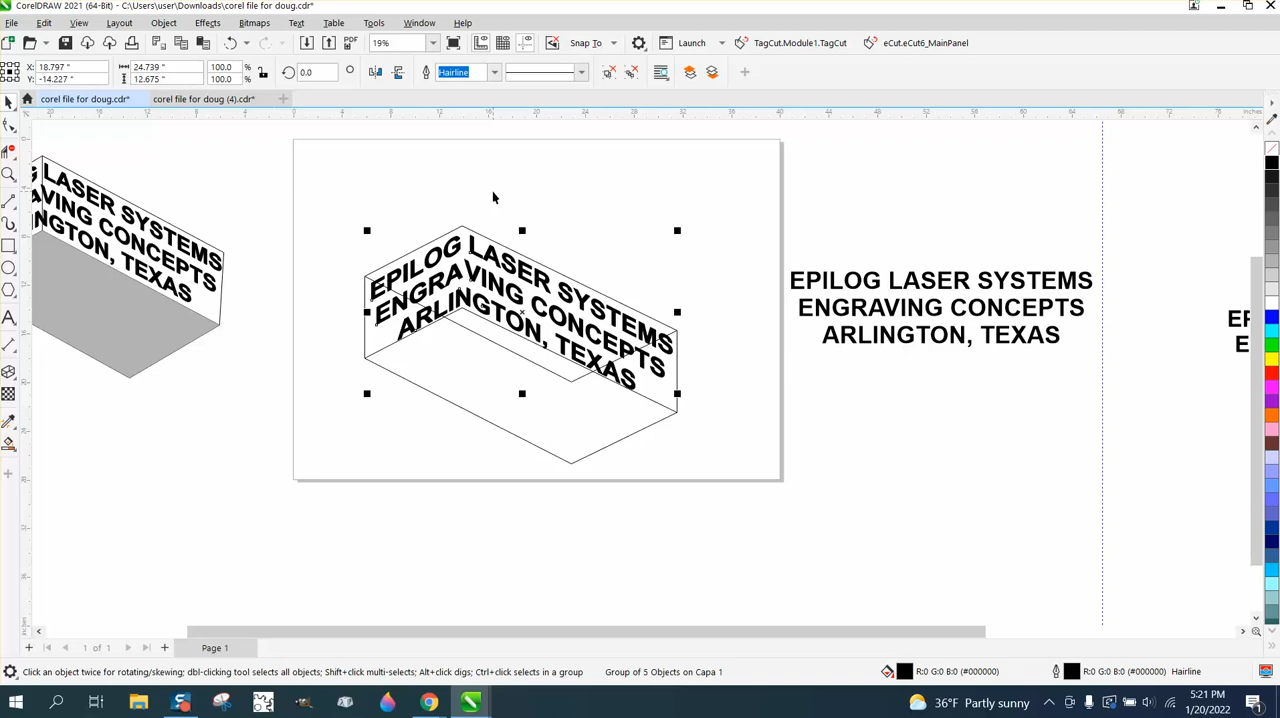 CorelDRAW 2021 (64-Bit) - C:\Users\user\Downloads\corel file for doug.cdr*
File Edit View Layout Object Effects Bitmaps Text Table Tools Window Help
PDF 19% Snap To Launch TagCut.Module1.TagCut eCut.eCut6_MainPanel
X: 18.797 " 24.739 " 100.0 % 0.0 Hairline
Y: -14.227 " 12.675 " 100.0 %
corel file for doug.cdr* corel file for doug (4).cdr*
inches
LASER SYSTEMS
AVING CONCEPTS
NGTON, TEXAS
EPILOG LASER SYSTEMS
ENGRAVING CONCEPTS
ARLINGTON, TEXAS
EPILOG LASER SYSTEMS
ENGRAVING CONCEPTS
ARLINGTON, TEXAS
1 of 1 Page 1
Click an object twice for rotating/skewing; dbl-clicking tool selects all objects; Shift+click multi-selects; Alt+click digs; Ctrl+click selects in a group Group of 5 Objects on Capa 1 R:0 G:0 B:0 (#000000) R:0 G:0 B:0 (#000000) Hairline
36°F Partly sunny 5:21 PM
1/20/2022